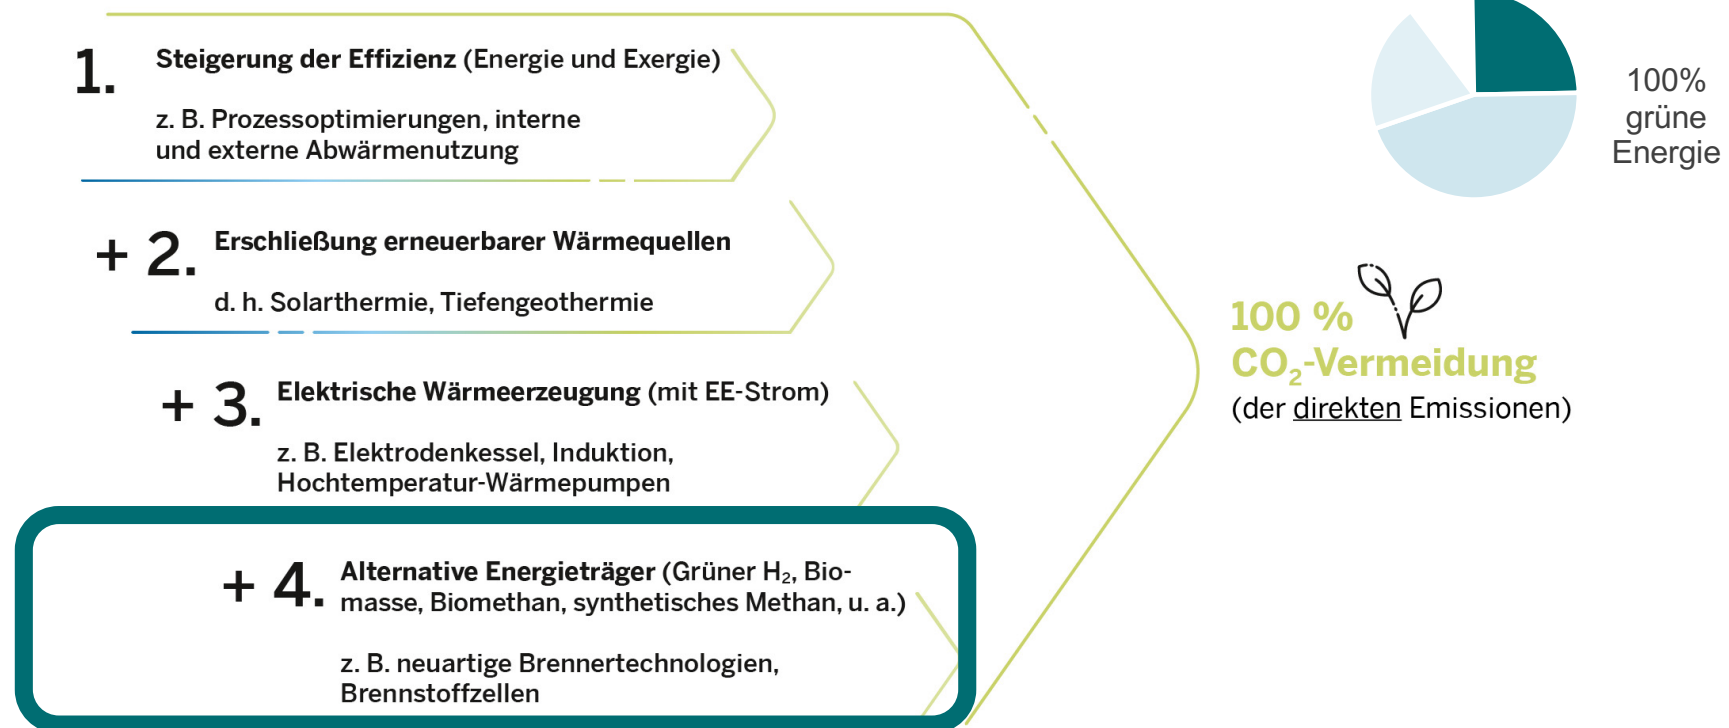 1. Steigerung der Effizienz (Energie und Exergie)
z. B. Prozessoptimierungen, interne
und externe Abwärmenutzung
+ 2. Erschließung erneuerbarer Wärmequellen
d. h. Solarthermie, Tiefengeothermie
+ 3. Elektrische Wärmeerzeugung (mit EE-Strom)
z. B. Elektrodenkessel, Induktion,
Hochtemperatur-Wärmepumpen
+ 4. Alternative Energieträger (Grüner H₂, Bio-
masse, Biomethan, synthetisches Methan, u. a.)
z. B. neuartige Brennertechnologien,
Brennstoffzellen
100%
grüne
Energie
100 %
CO₂-Vermeidung
(der direkten Emissionen)